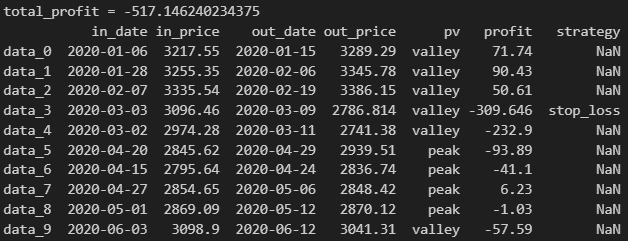 total_profit = -517.146240234375
in_date in_price out_date out_price pv profit strategy
data_0 2020-01-06 3217.55 2020-01-15 3289.29 valley 71.74 NaN
data_1 2020-01-28 3255.35 2020-02-06 3345.78 valley 90.43 NaN
data_2 2020-02-07 3335.54 2020-02-19 3386.15 valley 50.61 NaN
data_3 2020-03-03 3096.46 2020-03-09 2786.814 valley -309.646 stop_loss
data_4 2020-03-02 2974.28 2020-03-11 2741.38 valley -232.9 NaN
data_5 2020-04-20 2845.62 2020-04-29 2939.51 peak -93.89 NaN
data_6 2020-04-15 2795.64 2020-04-24 2836.74 peak -41.1 NaN
data_7 2020-04-27 2854.65 2020-05-06 2848.42 peak 6.23 NaN
data_8 2020-05-01 2869.09 2020-05-12 2870.12 peak -1.03 NaN
data_9 2020-06-03 3098.9 2020-06-12 3041.31 valley -57.59 NaN